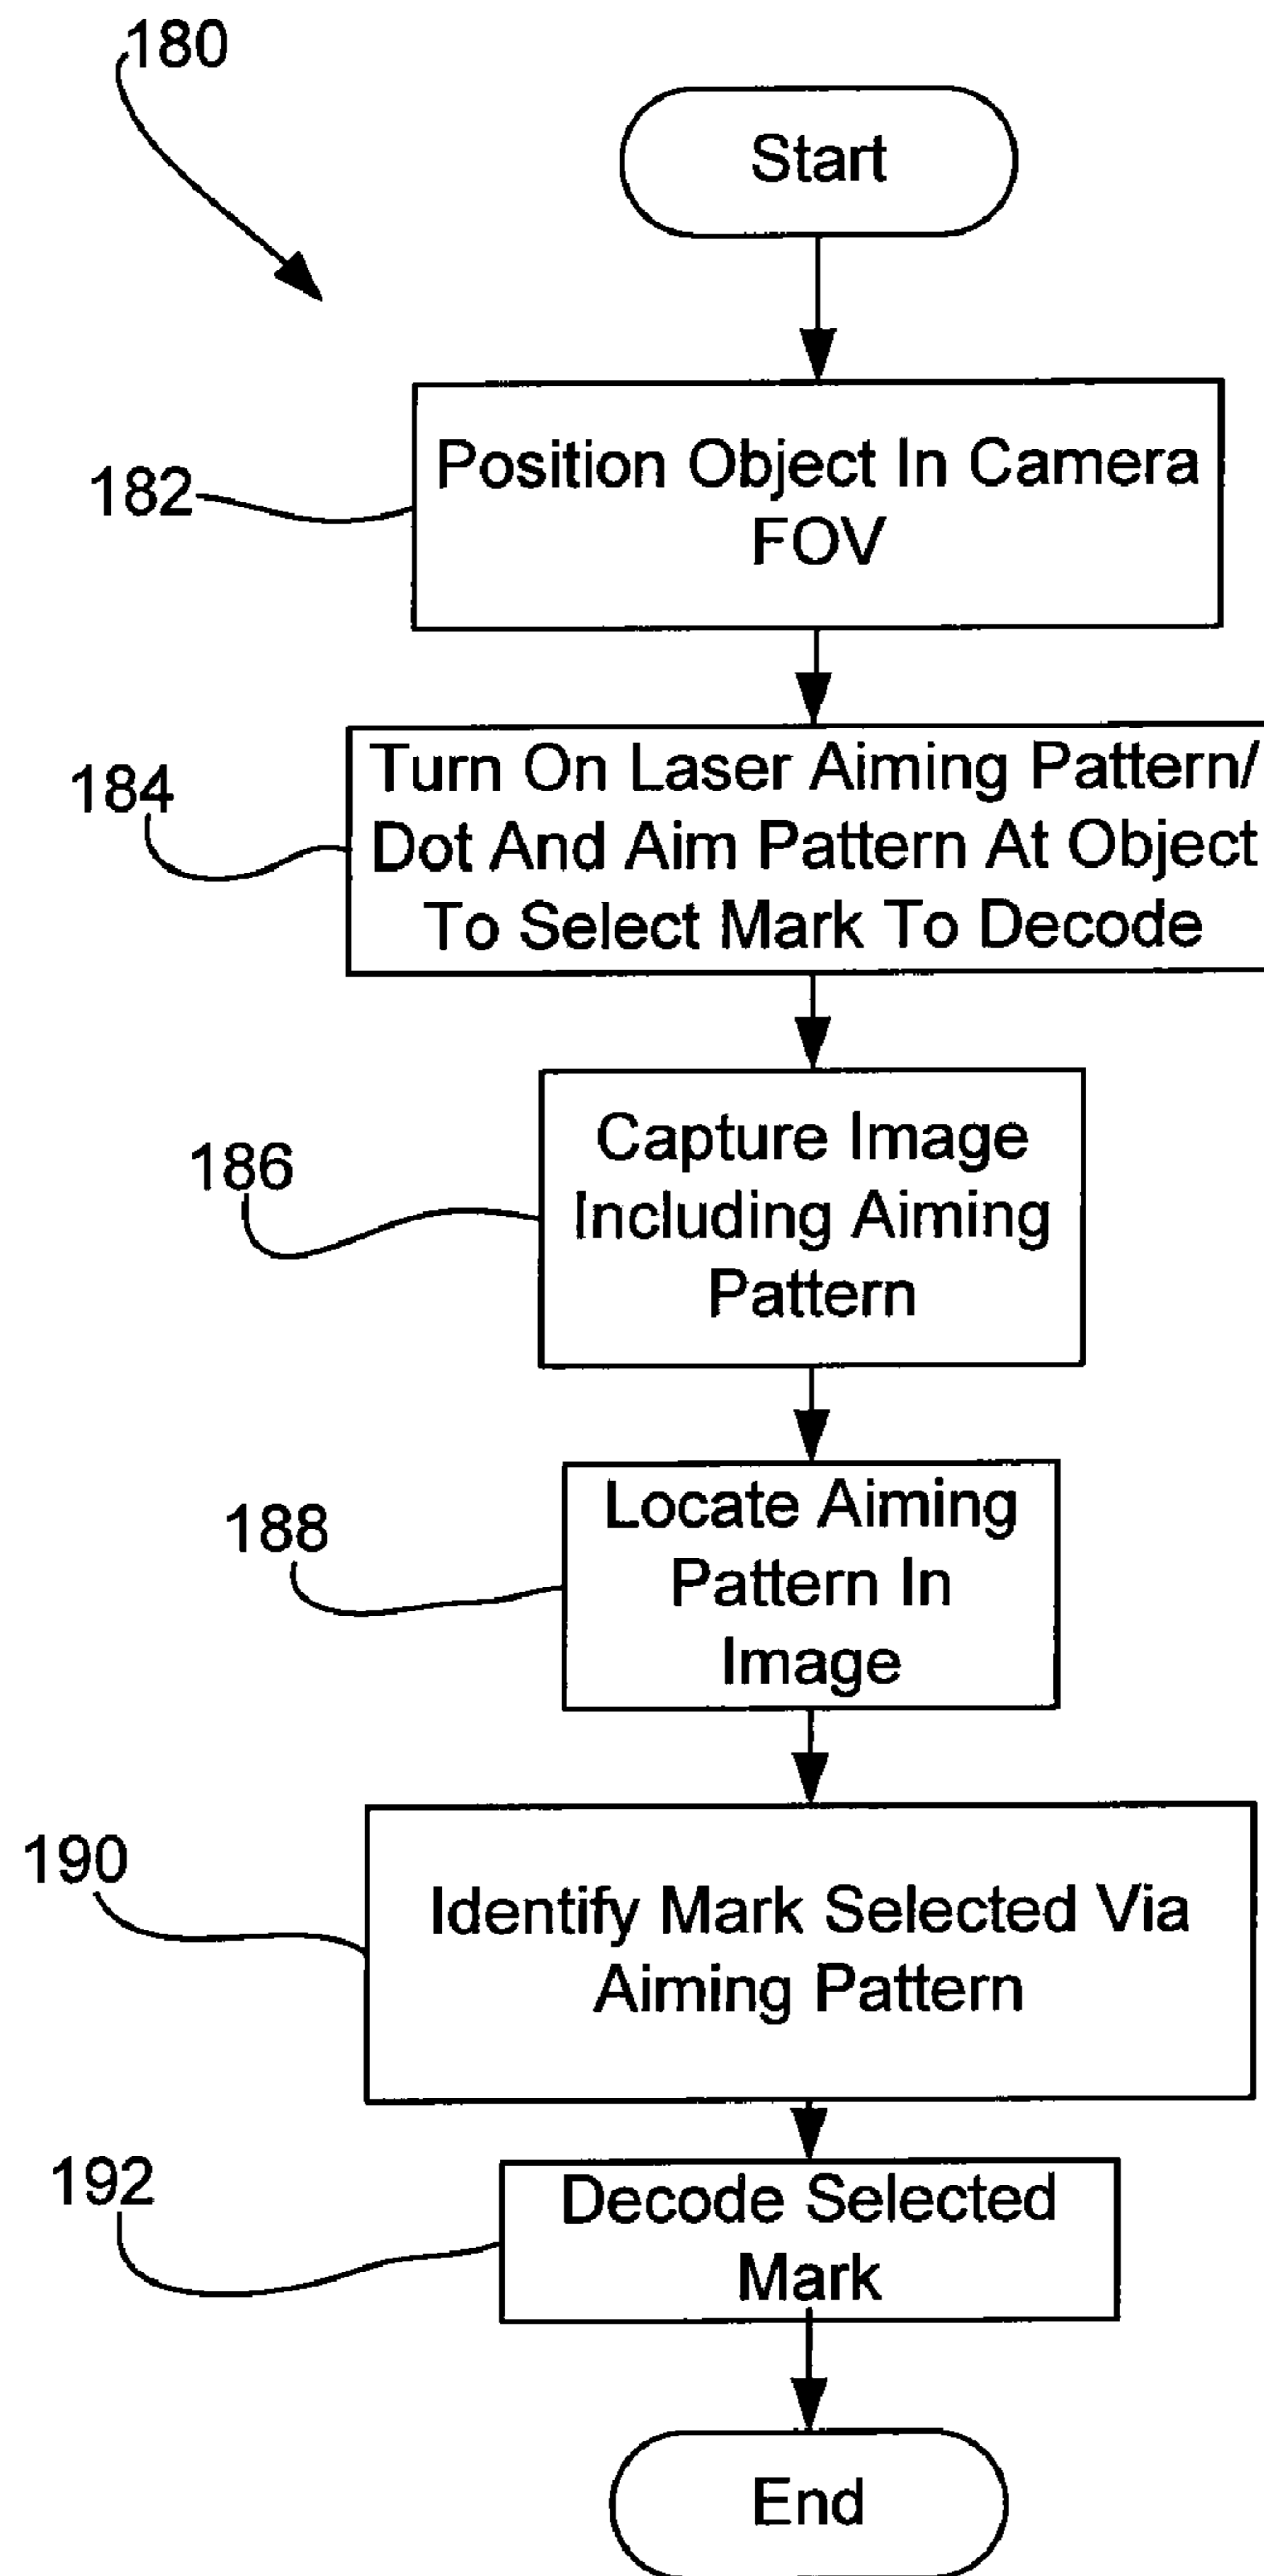 180
Start
182
Position Object In Camera
FOV
184
Turn On Laser Aiming Pattern/
Dot And Aim Pattern At Object
To Select Mark To Decode
186
Capture Image
Including Aiming
Pattern
188
Locate Aiming
Pattern In
Image
190
Identify Mark Selected Via
Aiming Pattern
192
Decode Selected
Mark
End